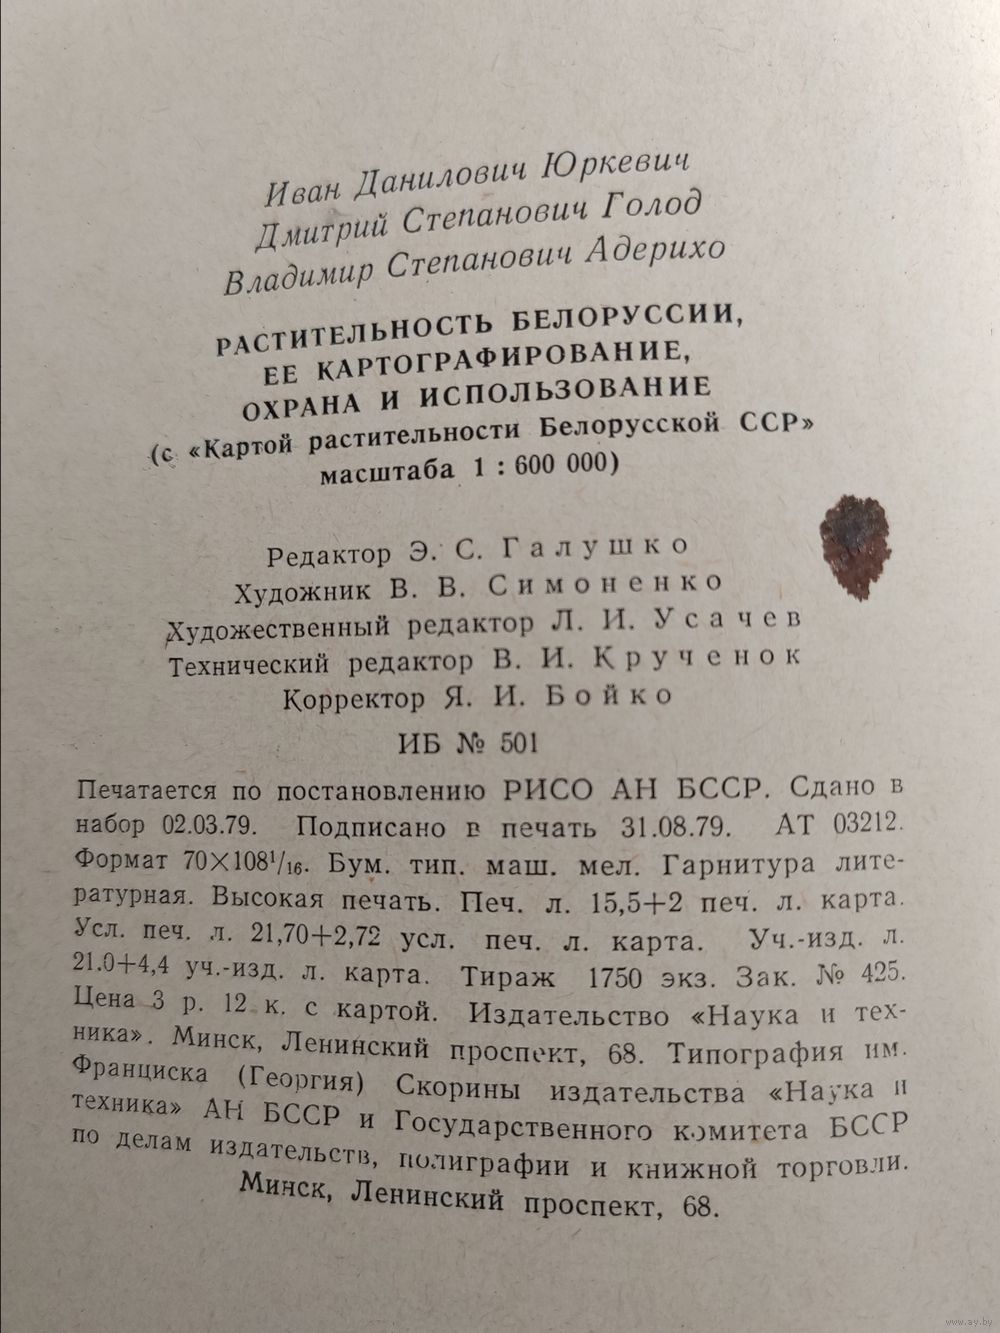 Иван Данилович Юркевич
Дмитрий Степанович Голод
Владимир Степанович Адерихо
РАСТИТЕЛЬНОСТЬ БЕЛОРУССИИ,
ЕЕ КАРТОГРАФИРОВАНИЕ,
ОХРАНА И ИСПОЛЬЗОВАНИЕ
(с «Картой растительности Белорусской ССР»
масштаба 1 : 600 000)
Редактор Э. С. Галушко
Художник В. В. Симоненко
Художественный редактор Л. И. Усачев
Технический редактор В. И. Крученок
Корректор Я. И. Бойко
ИБ № 501
Печатается по постановлению РИСО АН БССР. Сдано в
набор 02.03.79. Подписано в печать 31.08.79. АТ 03212.
Формат 70×108¹/₁₆. Бум. тип. маш. мел. Гарнитура лите-
ратурная. Высокая печать. Печ. л. 15,5+2 печ. л. карта.
Усл. печ. л. 21,70+2,72 усл. печ. л. карта. Уч.-изд. л.
21.0+4,4 уч.-изд. л. карта. Тираж 1750 экз. Зак. № 425.
Цена 3 р. 12 к. с картой. Издательство «Наука и тех-
ника». Минск, Ленинский проспект, 68. Типография им.
Франциска (Георгия) Скорины издательства «Наука и
техника» АН БССР и Государственного комитета БССР
по делам издательств, полиграфии и книжной торговли.
Минск, Ленинский проспект, 68.
www.ay.by